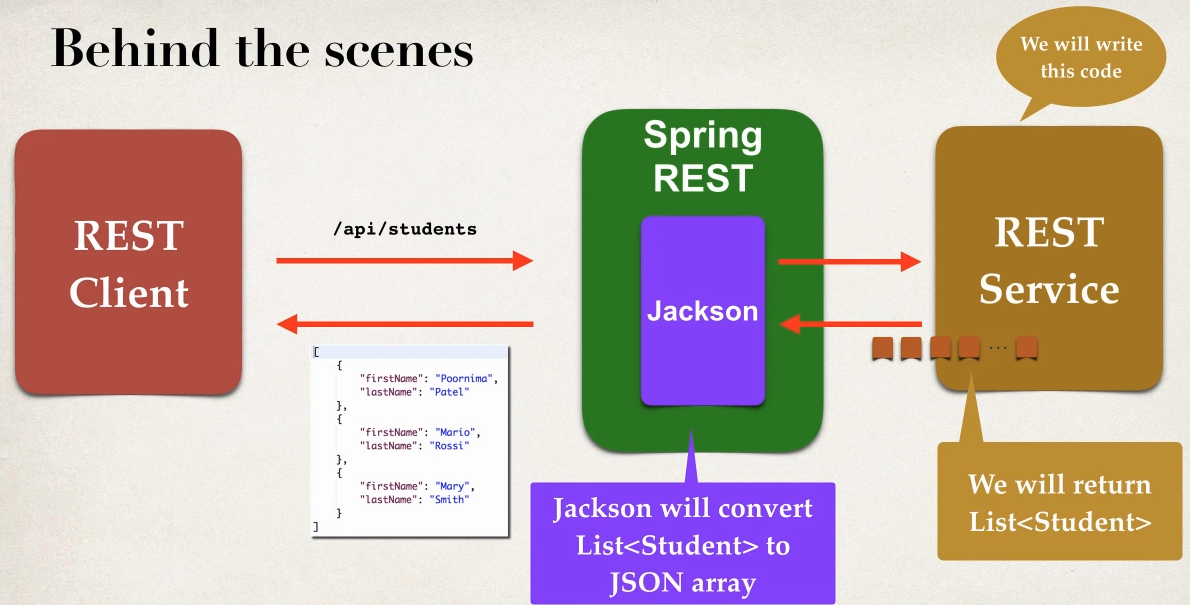 Behind the scenes
We will write
this code
REST
Client
/api/students
Spring
REST
Jackson
REST
Service
...
[
{
"firstName": "Poornima",
"lastName": "Patel"
},
{
"firstName": "Mario",
"lastName": "Rossi"
},
{
"firstName": "Mary",
"lastName": "Smith"
}
]
Jackson will convert
List<Student> to
JSON array
We will return
List<Student>